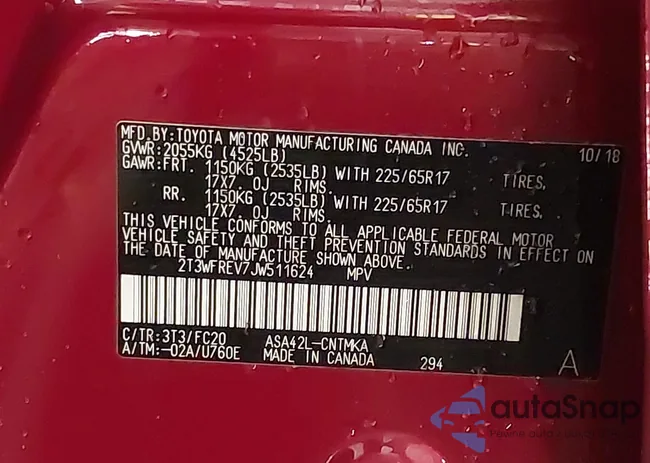 MFD.BY:TOYOTA MOTOR MANUFACTURING CANADA INC. 10/18
GVWR:2055KG (4525LB)
GAWR:FRT. 1150KG (2535LB) WITH 225/65R17 TIRES,
17X7. 0J RIMS.
RR. 1150KG (2535LB) WITH 225/65R17 TIRES,
17X7. 0J RIMS.
THIS VEHICLE CONFORMS TO ALL APPLICABLE FEDERAL MOTOR
VEHICLE SAFETY AND THEFT PREVENTION STANDARDS IN EFFECT ON
THE DATE OF MANUFACTURE SHOWN ABOVE.
2T3WFREV7JW511624 MPV
C/TR:3T3/FC20 ASA42L-CNTMKA
A/TM:-02A/U760E MADE IN CANADA 294 A
autoSnap
Pewne auto